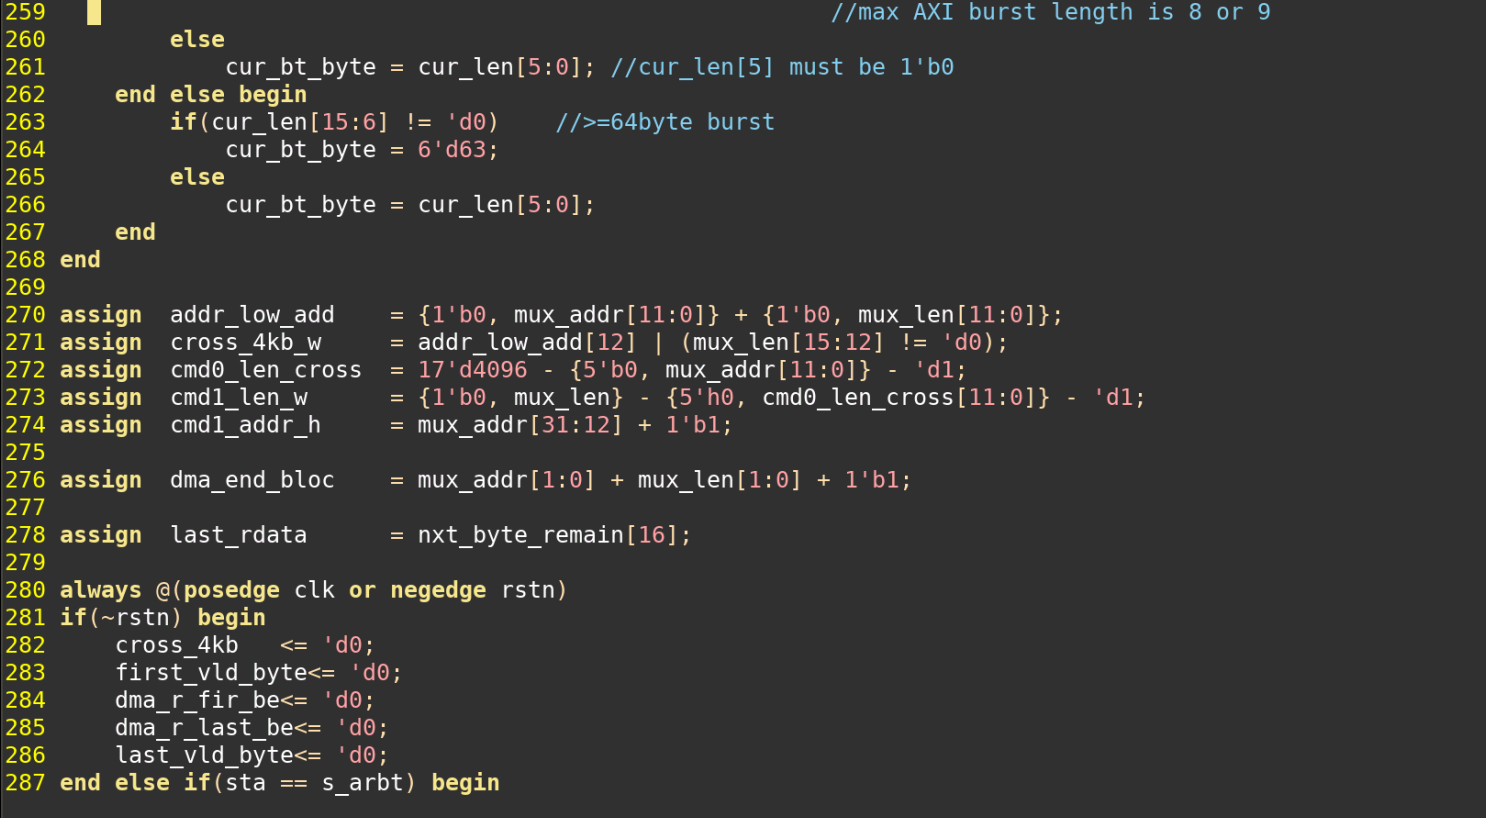 259                                                         //max AXI burst length is 8 or 9
260         else
261             cur_bt_byte = cur_len[5:0]; //cur_len[5] must be 1'b0
262     end else begin
263         if(cur_len[15:6] != 'd0)    //>=64byte burst
264             cur_bt_byte = 6'd63;
265         else
266             cur_bt_byte = cur_len[5:0];
267     end
268 end
269
270 assign  addr_low_add    = {1'b0, mux_addr[11:0]} + {1'b0, mux_len[11:0]};
271 assign  cross_4kb_w     = addr_low_add[12] | (mux_len[15:12] != 'd0);
272 assign  cmd0_len_cross  = 17'd4096 - {5'b0, mux_addr[11:0]} - 'd1;
273 assign  cmd1_len_w      = {1'b0, mux_len} - {5'h0, cmd0_len_cross[11:0]} - 'd1;
274 assign  cmd1_addr_h     = mux_addr[31:12] + 1'b1;
275
276 assign  dma_end_bloc    = mux_addr[1:0] + mux_len[1:0] + 1'b1;
277
278 assign  last_rdata      = nxt_byte_remain[16];
279
280 always @(posedge clk or negedge rstn)
281 if(~rstn) begin
282     cross_4kb   <= 'd0;
283     first_vld_byte<= 'd0;
284     dma_r_fir_be<= 'd0;
285     dma_r_last_be<= 'd0;
286     last_vld_byte<= 'd0;
287 end else if(sta == s_arbt) begin